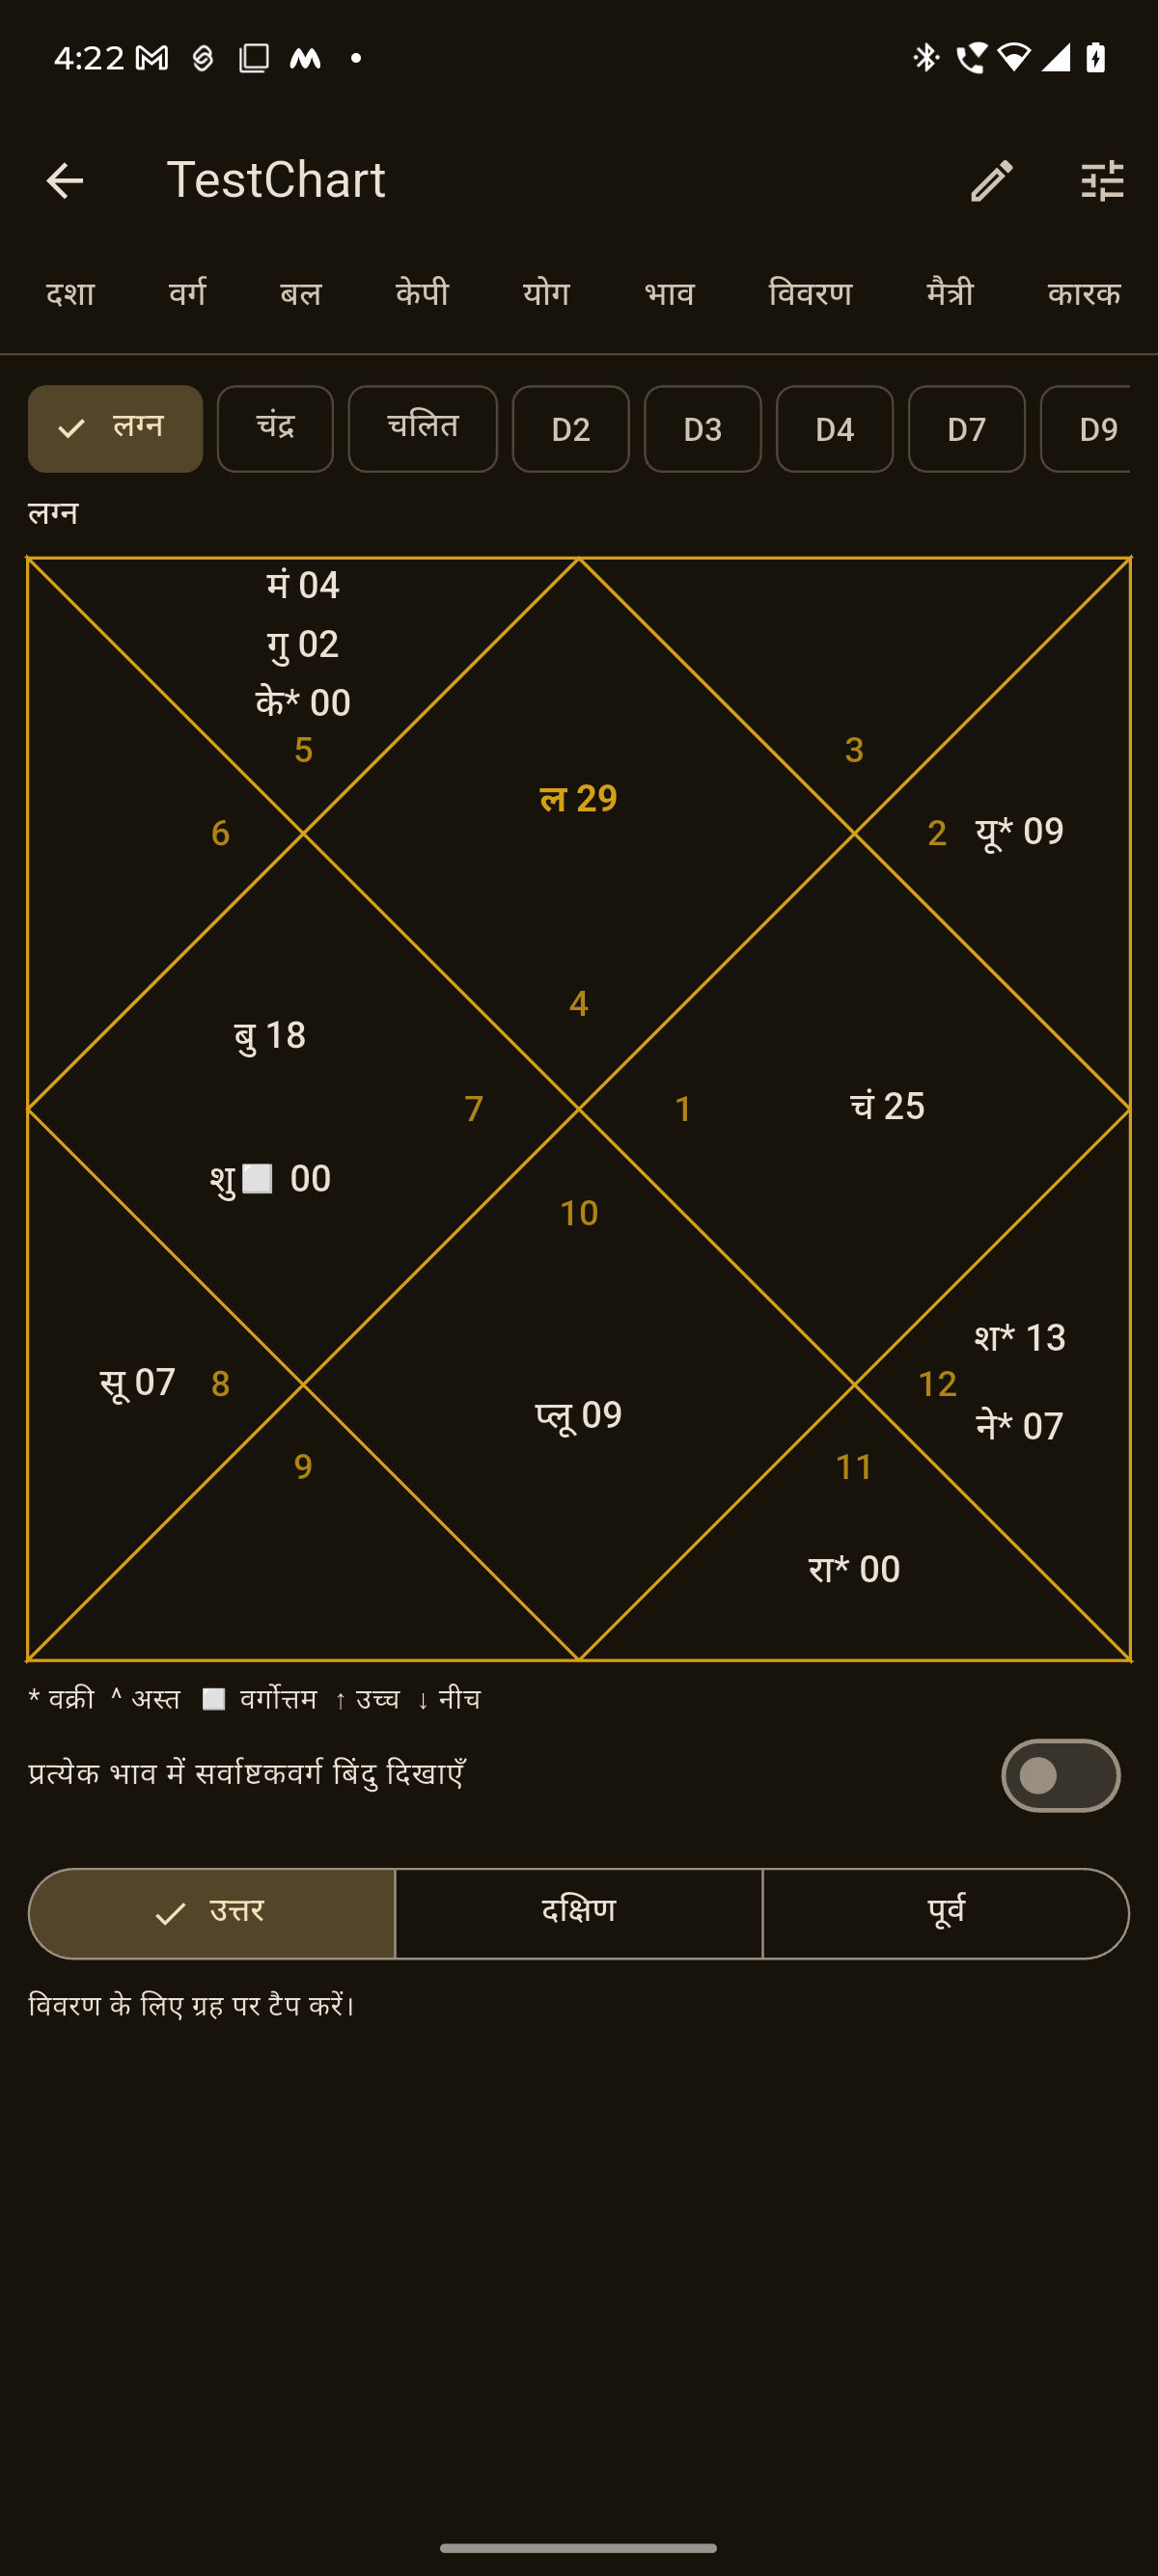 4:22
TestChart
दशा वर्ग बल केपी योग भाव विवरण मैत्री कारक
लग्न चंद्र चलित D2 D3 D4 D7 D9
लग्न
मं 04
गु 02
के* 00
5
3
ल 29
6
2 यू* 09
4
बु 18
7
1
चं 25
शु⬜ 00
10
श* 13
सू 07 8
12
ने* 07
प्लू 09
9
11
रा* 00
* वक्री ^ अस्त ⬜ वर्गोत्तम ↑ उच्च ↓ नीच
प्रत्येक भाव में सर्वाष्टकवर्ग बिंदु दिखाएँ
उत्तर दक्षिण पूर्व
विवरण के लिए ग्रह पर टैप करें।